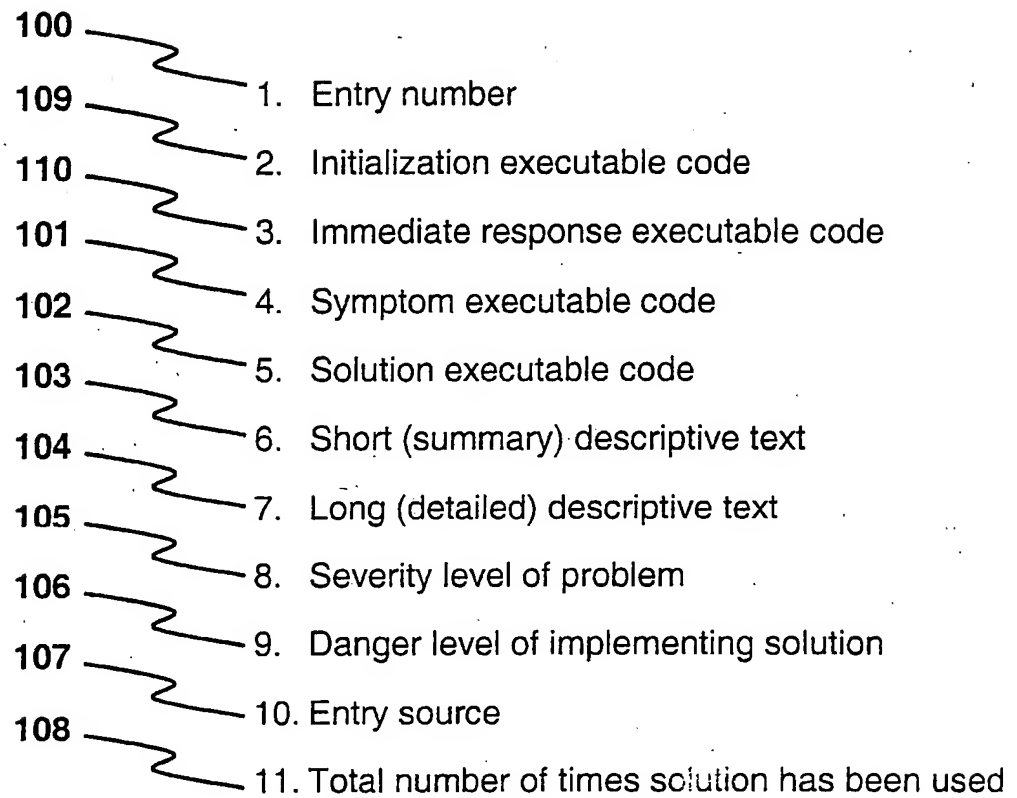 100
1. Entry number
109
2. Initialization executable code
110
3. Immediate response executable code
101
4. Symptom executable code
102
5. Solution executable code
103
6. Short (summary) descriptive text
104
7. Long (detailed) descriptive text
105
8. Severity level of problem
106
9. Danger level of implementing solution
107
10. Entry source
108
11. Total number of times solution has been used